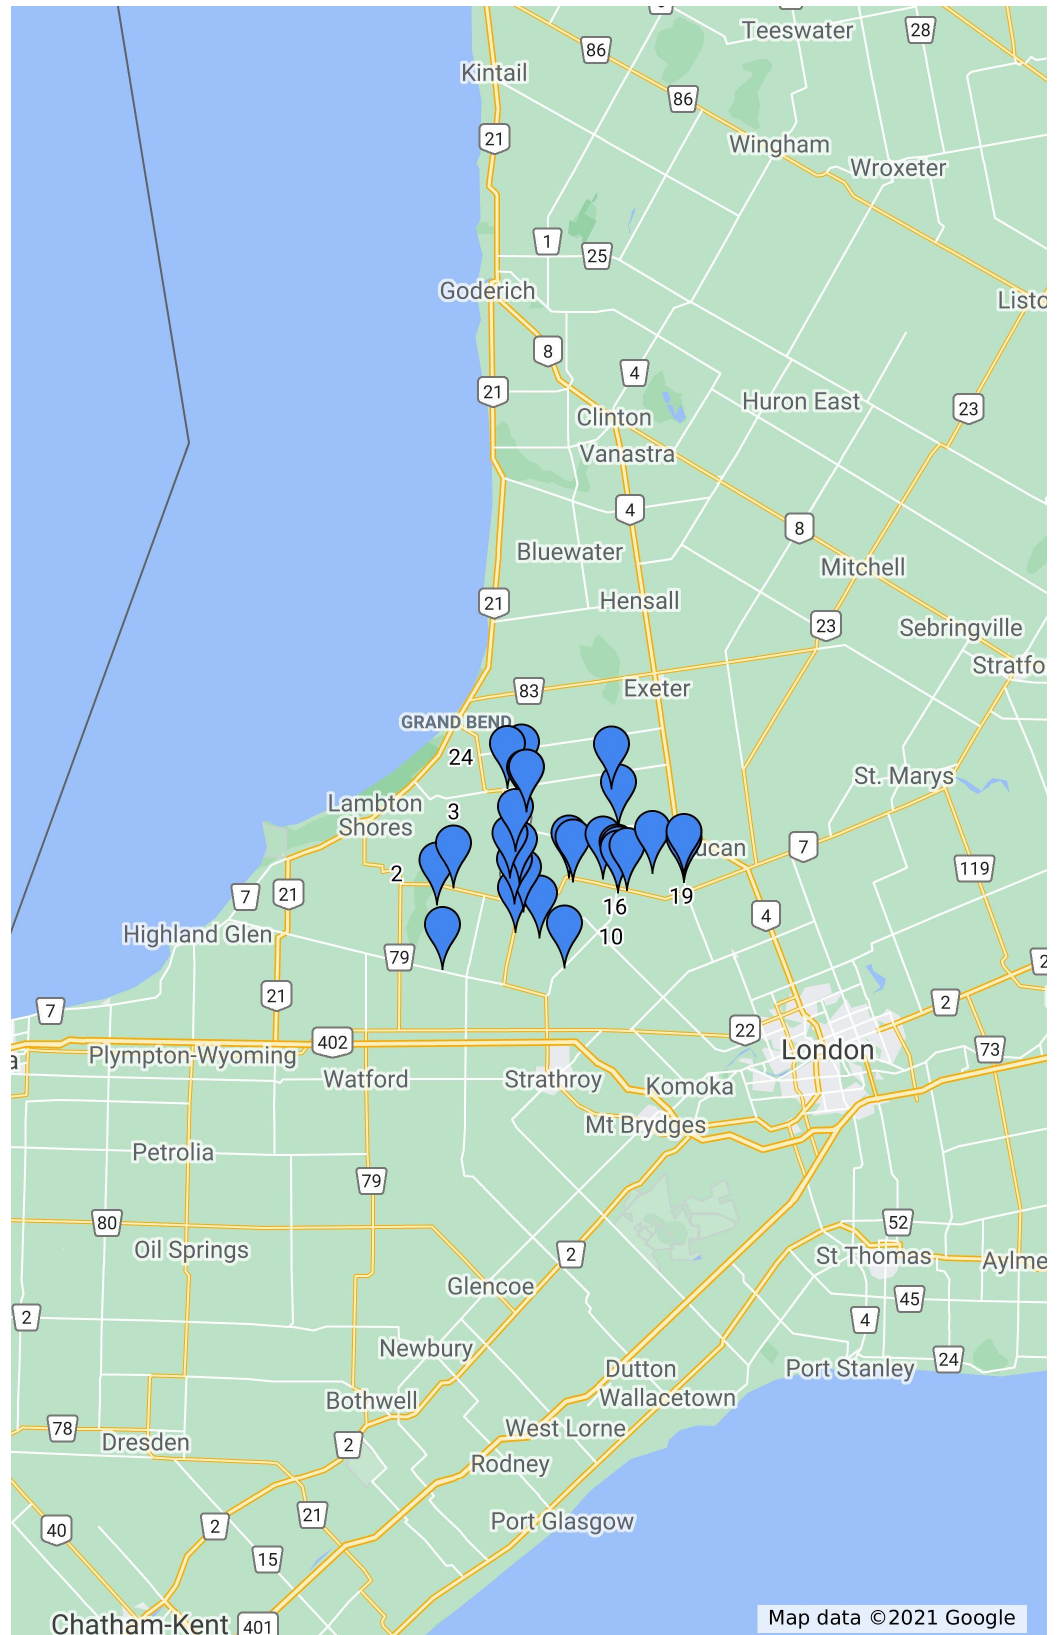 Teeswater
28
86
Kintail
86
21
Wingham
Wroxeter
1
25
Goderich
Listo
8
4
21
Huron East
23
Clinton
Vanastra
4
8
Bluewater
Mitchell
Hensall
21
23
Sebringville
Stratfo
83
Exeter
GRAND BEND
24
St. Marys
Lambton
Shores
3
7
ucan
119
2
7
21
19
16
4
Highland Glen
10
79
2
21
7
2
22
402
73
Plympton-Wyoming
London
a
Watford
Strathroy
Komoka
Mt Brydges
Petrolia
79
80
52
Oil Springs
2
St Thomas
Aylme
Glencoe
45
2
4
Newbury
24
Dutton
Port Stanley
Bothwell
Wallacetown
78
West Lorne
Dresden
2
Rodney
21
Port Glasgow
40
2
15
Chatham-Kent
401
Map data ©2021 Google